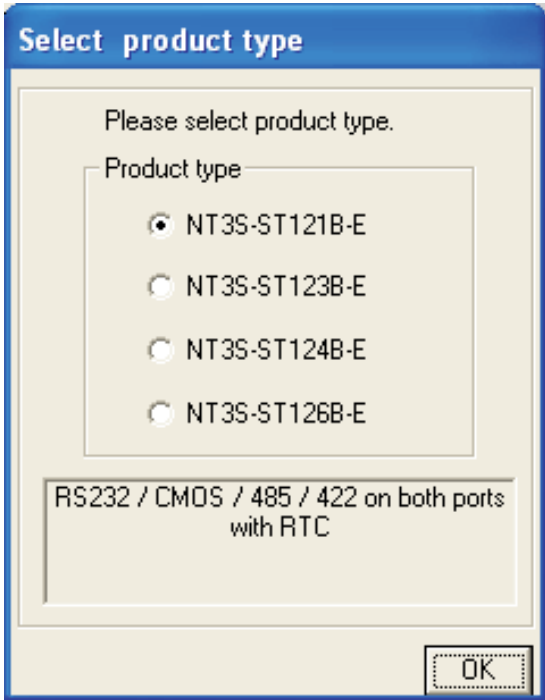 Select product type
Please select product type.
Product type
NT3S-ST121B-E
NT3S-ST123B-E
NT3S-ST124B-E
NT3S-ST126B-E
RS232 / CMOS / 485 / 422 on both ports
with RTC
OK